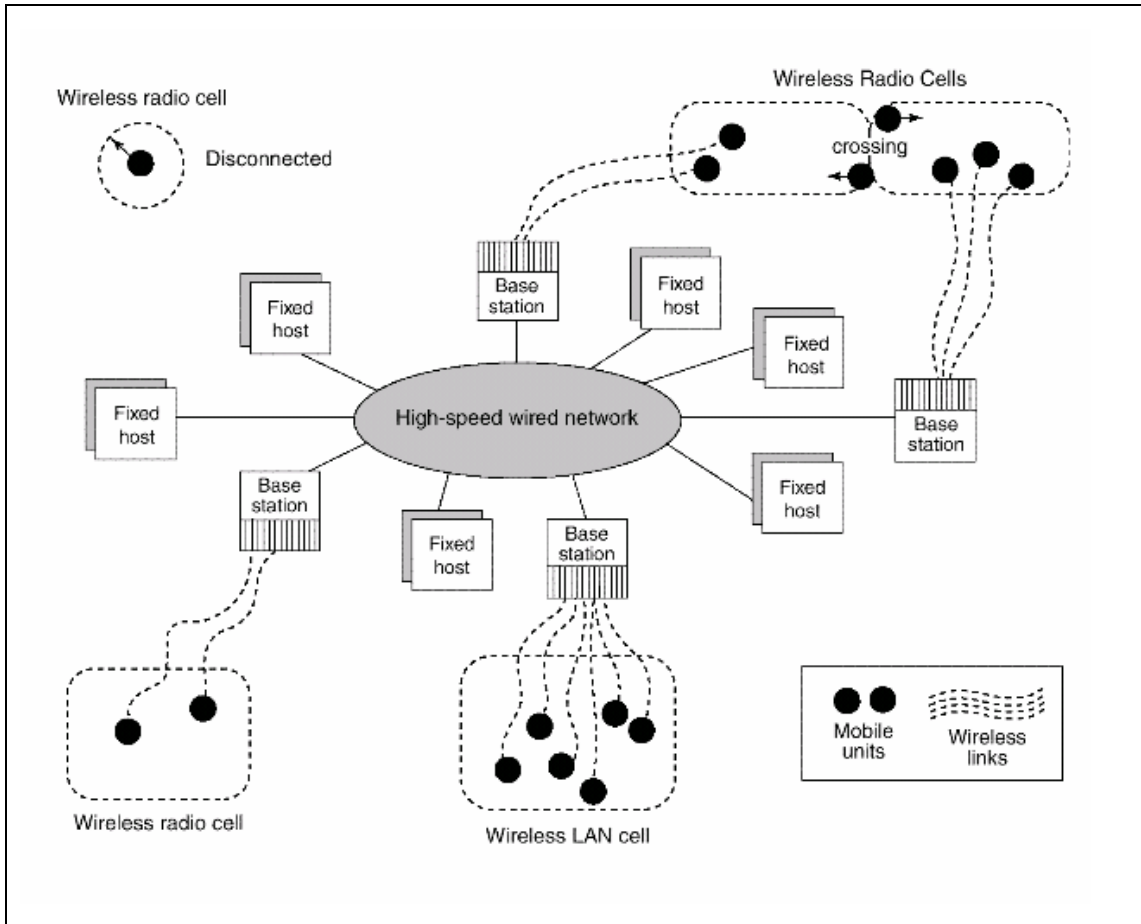 Wireless Radio Cells
Wireless radio cell
Disconnected
crossing
Base
station
Fixed
host
Fixed
host
Fixed
host
Fixed
host
High-speed wired network
Base
station
Base
station
Fixed
host
Fixed
host
Base
station
Mobile
units
Wireless
links
Wireless radio cell
Wireless LAN cell